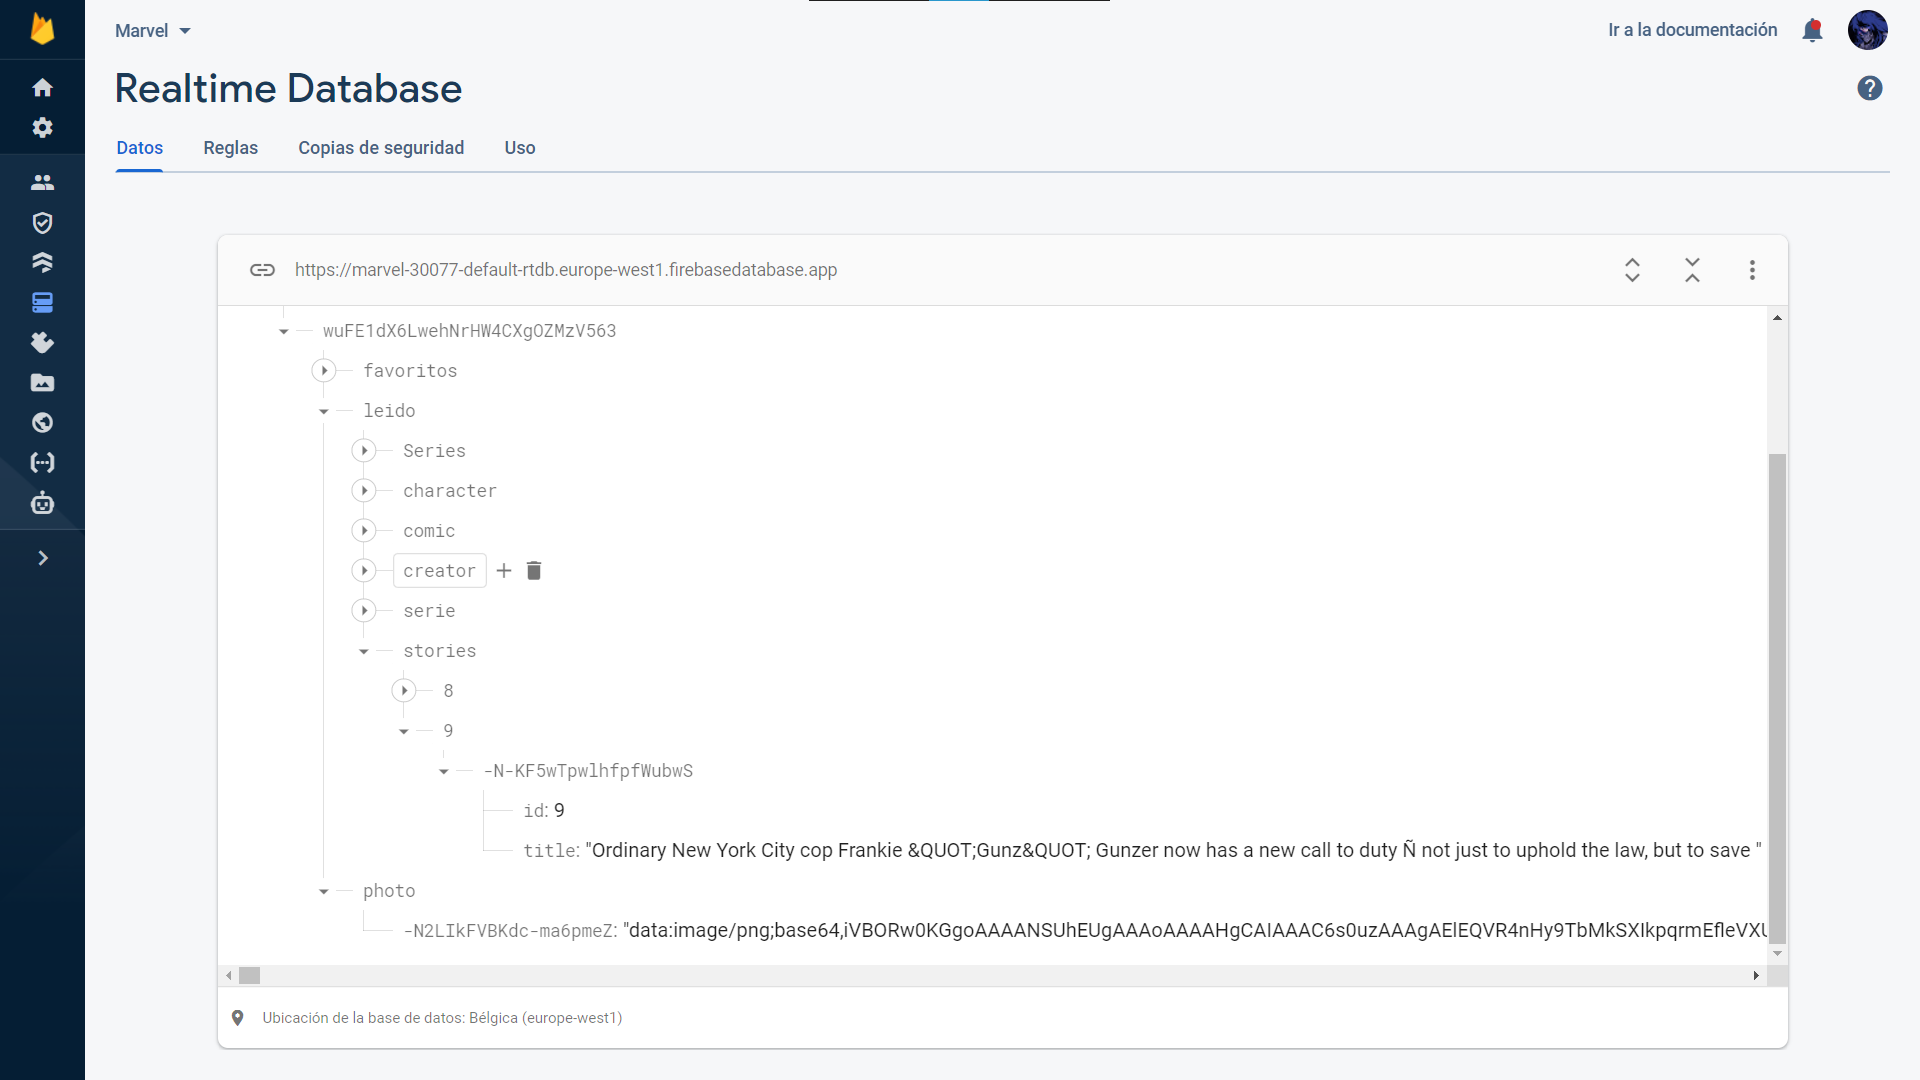 Marvel
Ir a la documentación
Realtime Database
Datos Reglas Copias de seguridad Uso
https://marvel-30077-default-rtdb.europe-west1.firebasedatabase.app
wuFE1dX6LwehNrHW4CXgOZMzV563
favoritos
leido
Series
character
comic
creator
serie
stories
8
9
-N-KF5wTpwlhfpfWubwS
id: 9
title: "Ordinary New York City cop Frankie &QUOT;Gunz&QUOT; Gunzer now has a new call to duty Ñ not just to uphold the law, but to save "
photo
-N2LIkFVBKdc-ma6pmeZ: "data:image/png;base64,iVBORw0KGgoAAAANSUhEUgAAAoAAAAHgCAIAAAC6s0uzAAAgAElEQVR4nHy9TbMkSXIkpqrmEfleVXU
Ubicación de la base de datos: Bélgica (europe-west1)